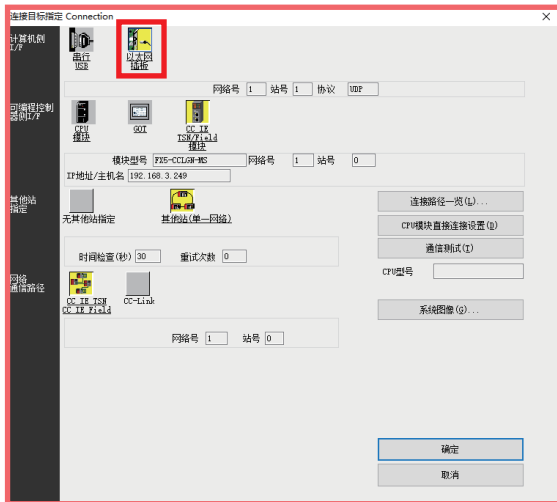 连接目标指定 Connection
计算机侧
I/F
串行
USB
以太网
插板
网络号 1 站号 1 协议 UDP
可编程控制
器侧I/F
CPU
模块
GOT
CC IE
TSN/Field
模块
模块型号 FX5-CCLGN-MS 网络号 1 站号 0
IP地址/主机名 192.168.3.249
其他站
指定
无其他站指定
其他站(单一网络)
连接路径一览(L)...
CPU模块直接连接设置(D)
时间检查(秒) 30 重试次数 0
通信测试(T)
CPU型号
网络
通信路径
CC IE TSN
CC IE Field
CC-Link
系统图像(G)...
网络号 1 站号 0
确定
取消